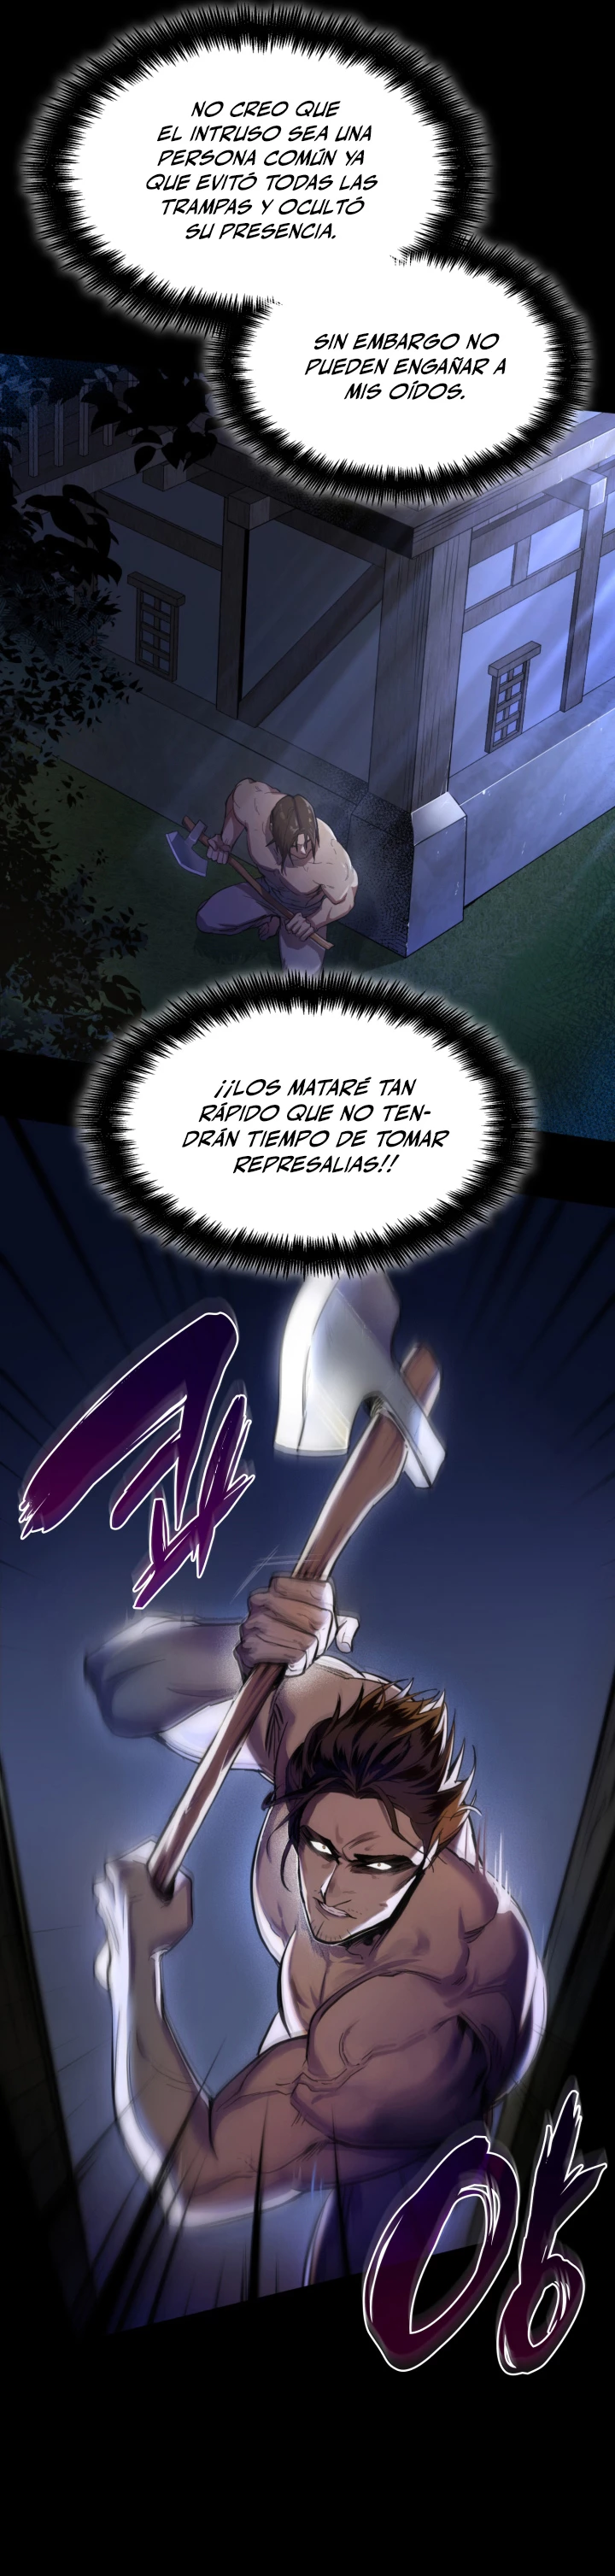 NO CREO QUE
EL INTRUSO SEA UNA
PERSONA COMÚN YA
QUE EVITÓ TODAS LAS
TRAMPAS Y OCULTÓ
SU PRESENCIA.
SIN EMBARGO NO
PUEDEN ENGAÑAR A
MIS OÍDOS.
¡¡LOS MATARÉ TAN
RÁPIDO QUE NO TEN-
DRÁN TIEMPO DE TOMAR
REPRESALIAS!!